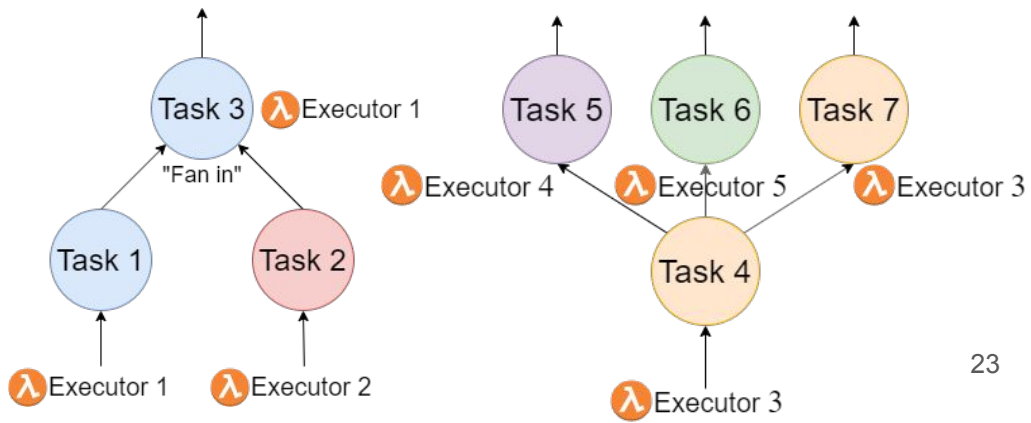 Task 3
λ Executor 1
"Fan in"
Task 1
Task 2
λ Executor 1
λ Executor 2
Task 5
Task 6
Task 7
λ Executor 4
λ Executor 5
λ Executor 3
Task 4
λ Executor 3
23